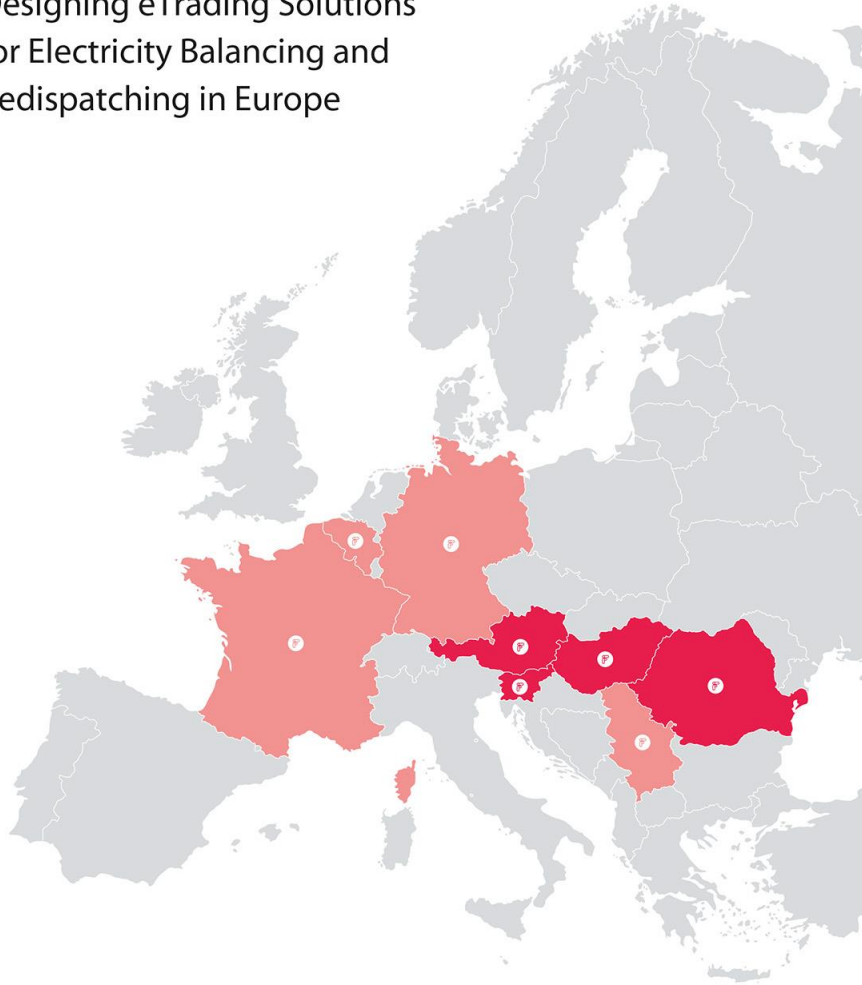 esigning eTrading Solutions
or Electricity Balancing and
edispatching in Europe